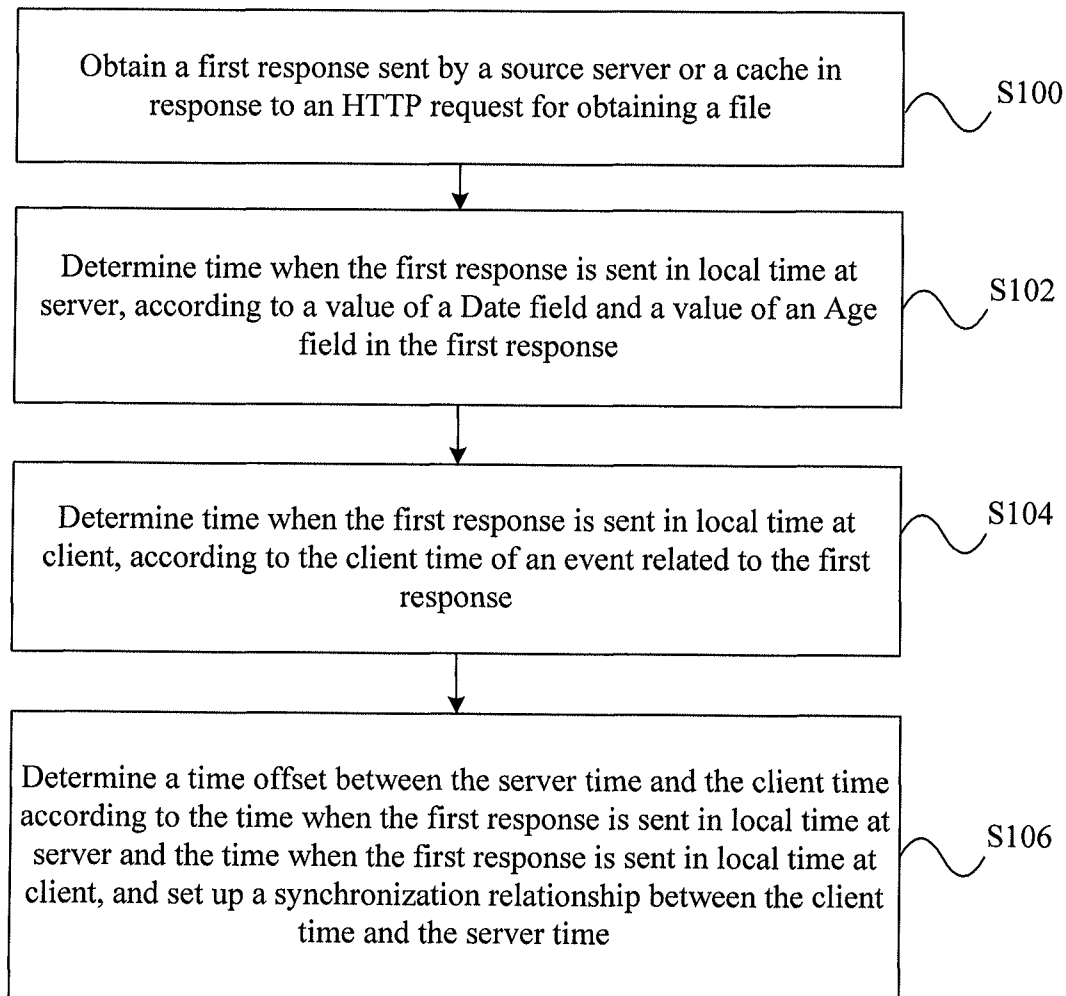 Obtain a first response sent by a source server or a cache in
response to an HTTP request for obtaining a file
S100
Determine time when the first response is sent in local time at
server, according to a value of a Date field and a value of an Age
field in the first response
S102
Determine time when the first response is sent in local time at
client, according to the client time of an event related to the first
response
S104
Determine a time offset between the server time and the client time
according to the time when the first response is sent in local time at
server and the time when the first response is sent in local time at
client, and set up a synchronization relationship between the client
time and the server time
S106